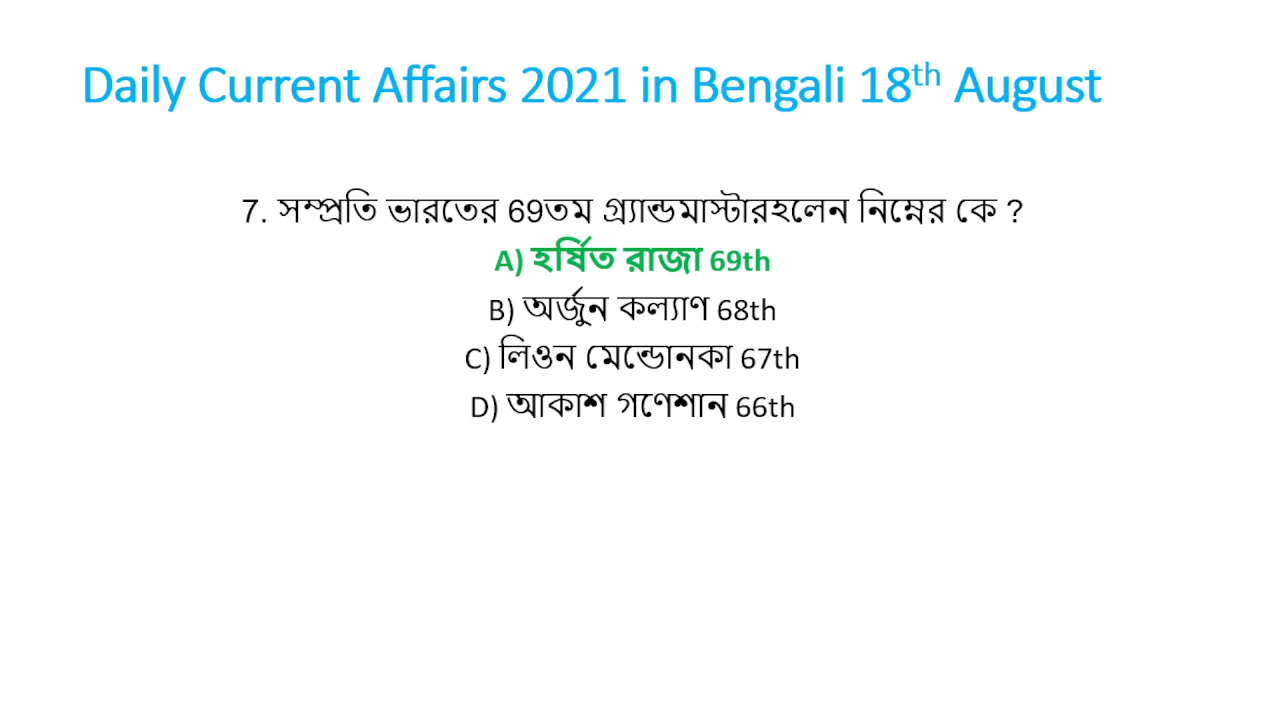 Daily Current Affairs 2021 in Bengali 18th August
7. সম্প্রতি ভারতের 69তম গ্র্যান্ডমাস্টারহলেন নিম্নের কে ?
A) হর্ষিত রাজা 69th
B) অর্জুন কল্যাণ 68th
C) লিওন মেন্ডোনকা 67th
D) আকাশ গণেশান 66th